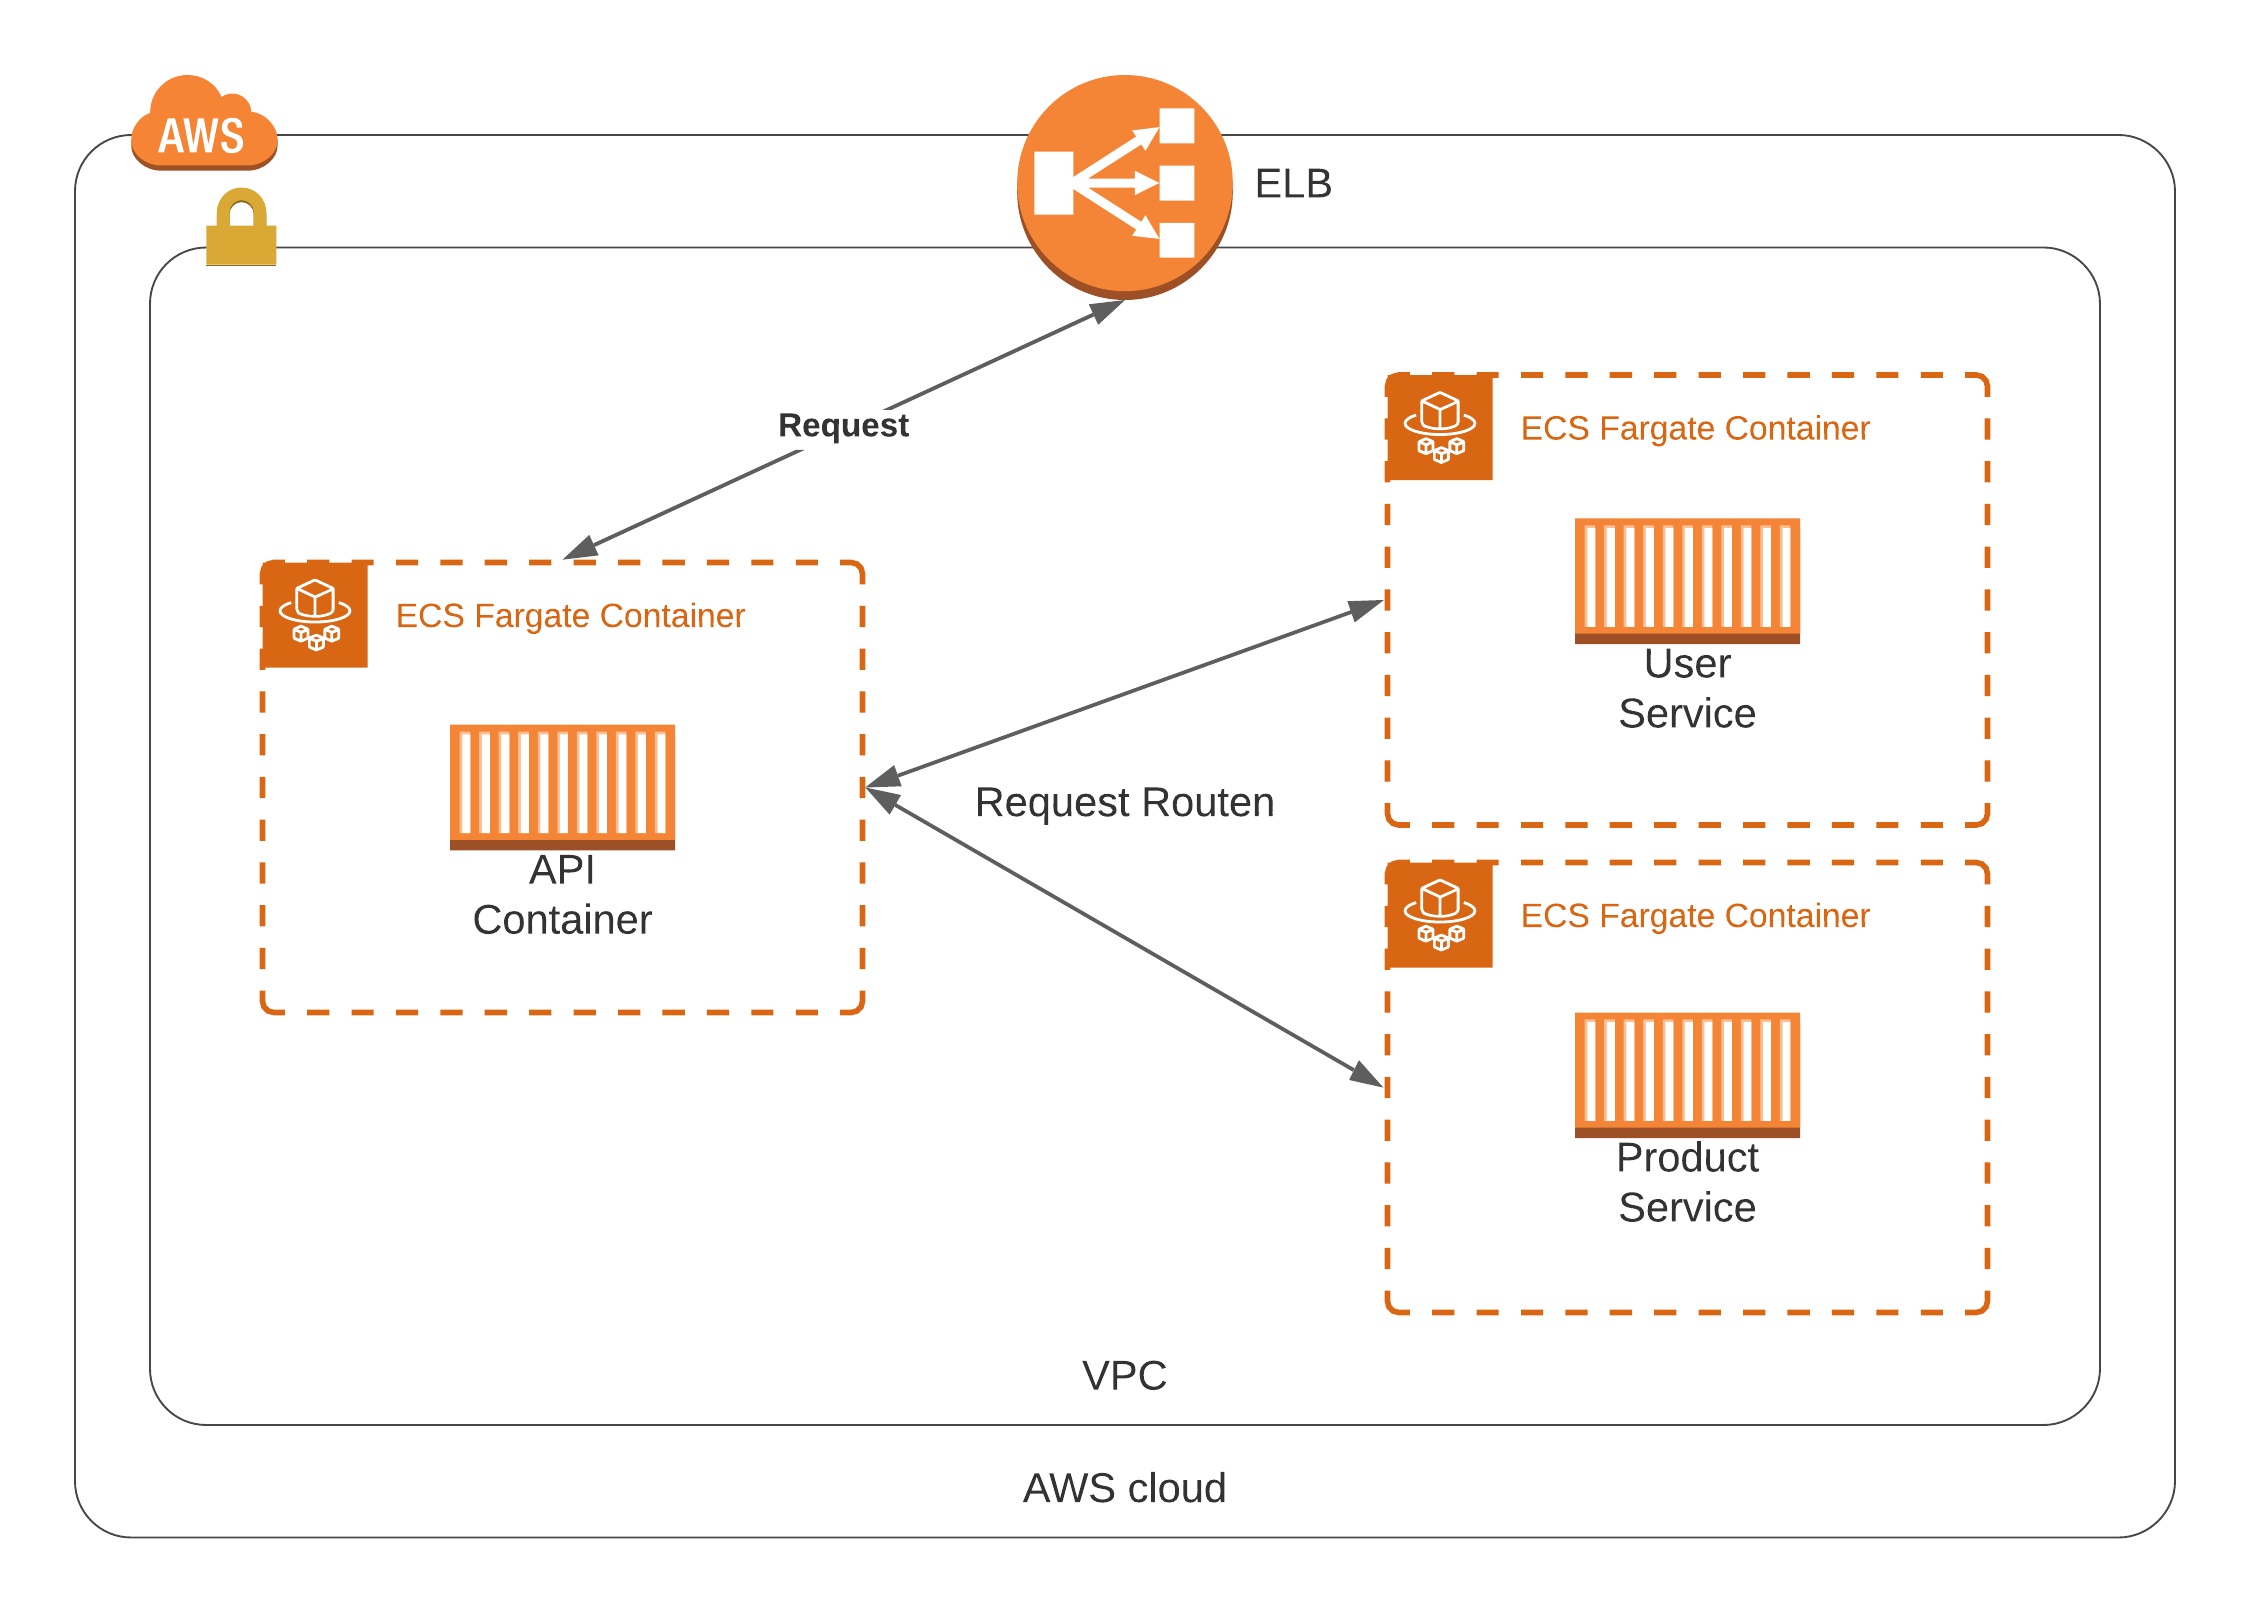 AWS
ELB
Request
ECS Fargate Container
User
Service
ECS Fargate Container
API
Container
Request Routen
ECS Fargate Container
Product
Service
VPC
AWS cloud